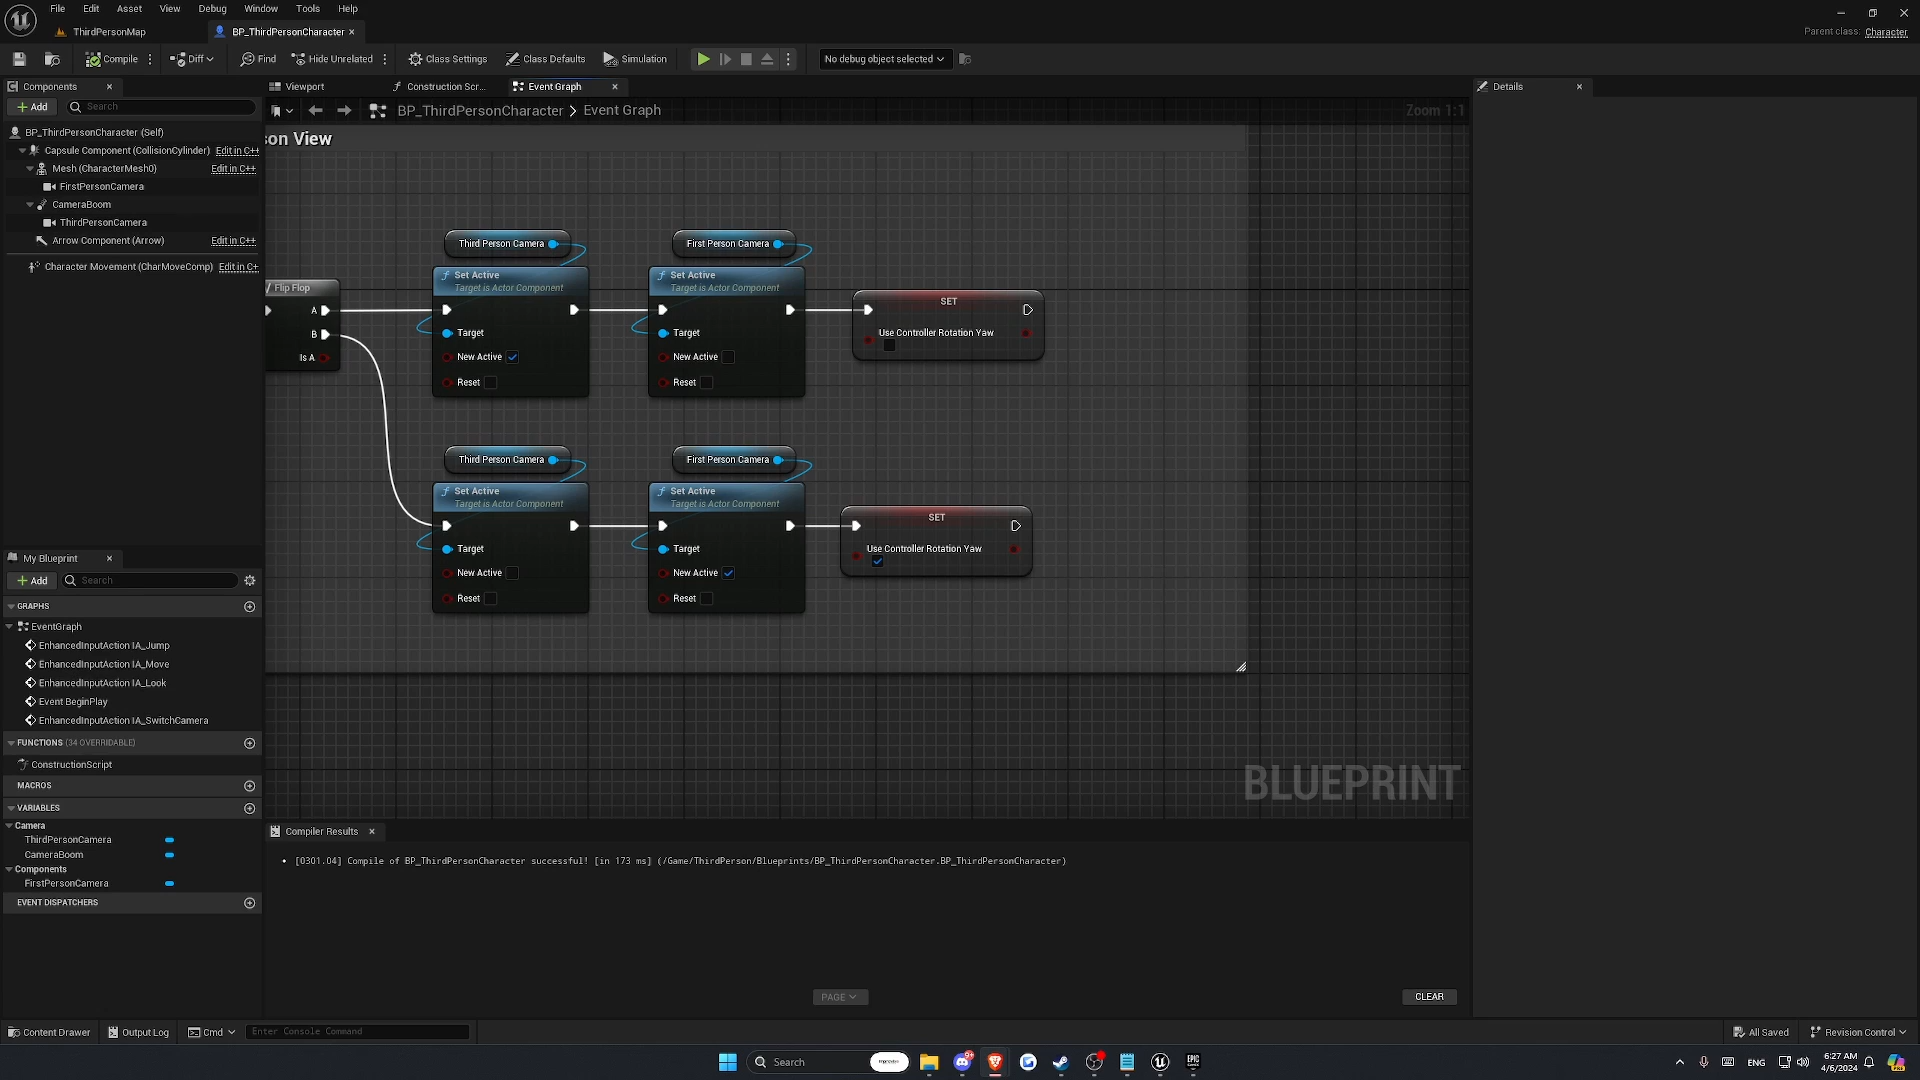 File Edit Asset View Debug Window Tools Help
ThirdPersonMap
BP_ThirdPersonCharacter
Parent class: Character
Compile
Diff
Find
Hide Unrelated
Class Settings
Class Defaults
Simulation
No debug object selected
Components
Add
Search
BP_ThirdPersonCharacter (Self)
Capsule Component (CollisionCylinder) Edit in C++
Mesh (CharacterMesh0) Edit in C++
FirstPersonCamera
CameraBoom
ThirdPersonCamera
Arrow Component (Arrow) Edit in C++
Character Movement (CharMoveComp) Edit in C+
Viewport
Construction Scr...
Event Graph
BP_ThirdPersonCharacter > Event Graph
Zoom 1:1
son View
Flip Flop
A
B
Is A
Third Person Camera
Set Active
Target is Actor Component
Target
New Active
Reset
First Person Camera
Set Active
Target is Actor Component
Target
New Active
Reset
SET
Use Controller Rotation Yaw
Third Person Camera
Set Active
Target is Actor Component
Target
New Active
Reset
First Person Camera
Set Active
Target is Actor Component
Target
New Active
Reset
SET
Use Controller Rotation Yaw
BLUEPRINT
Details
My Blueprint
Add
Search
GRAPHS
EventGraph
EnhancedInputAction IA_Jump
EnhancedInputAction IA_Move
EnhancedInputAction IA_Look
Event BeginPlay
EnhancedInputAction IA_SwitchCamera
FUNCTIONS (34 OVERRIDABLE)
ConstructionScript
MACROS
VARIABLES
Camera
ThirdPersonCamera
CameraBoom
Components
FirstPersonCamera
EVENT DISPATCHERS
Compiler Results
[0301.04] Compile of BP_ThirdPersonCharacter successful! [in 173 ms] (/Game/ThirdPerson/Blueprints/BP_ThirdPersonCharacter.BP_ThirdPersonCharacter)
PAGE
CLEAR
Content Drawer
Output Log
Cmd
Enter Console Command
All Saved
Revision Control
Search
ENG
6:27 AM
4/6/2024